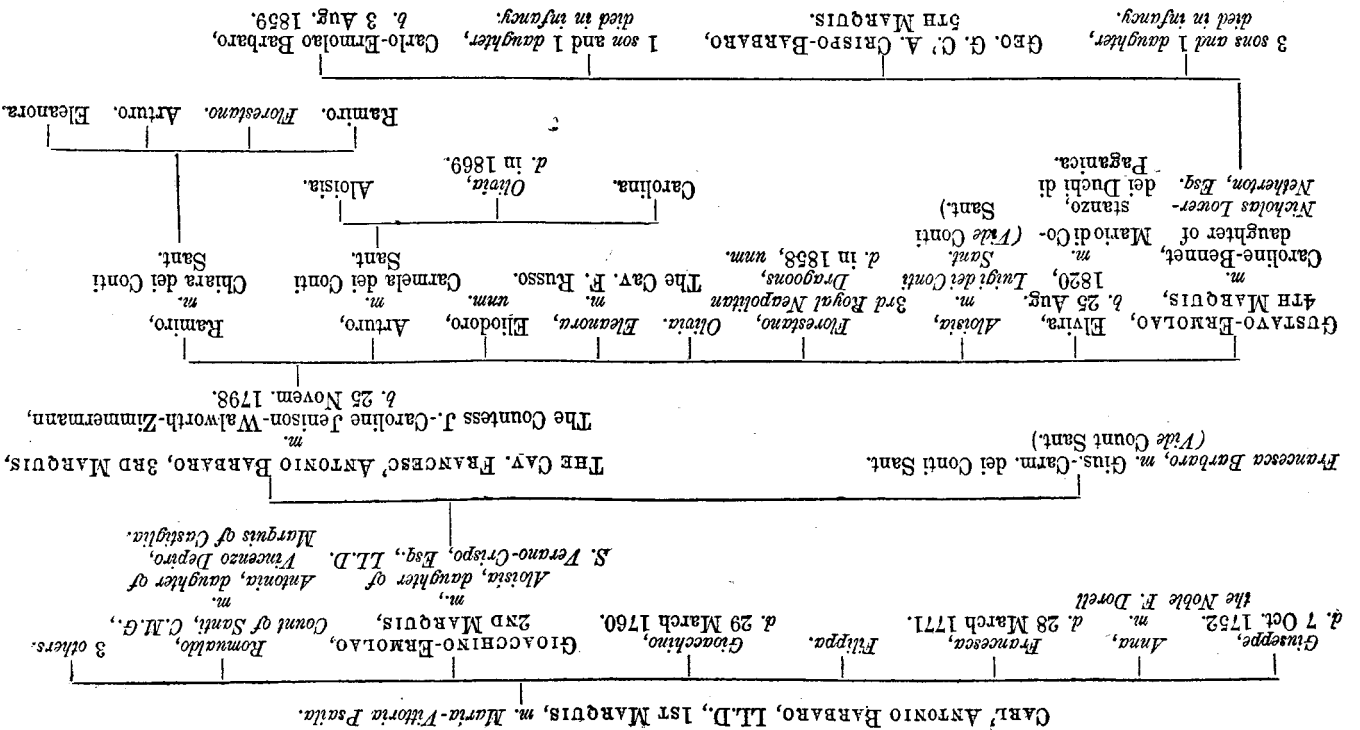 CARL' ANTONIO BARBARO, LL.D., 1ST MARQUIS, m. Maria-Vittoria Psaila.
Giuseppe,
d. 7 Oct. 1752.
Anna,
m.
the Noble F. Dorell
Francesca,
d. 28 March 1771.
Filippa.
Gioacchino,
d. 29 March 1760.
GIOACCHINO-ERMOLAO,
2ND MARQUIS,
m.,
Aloisia, daughter of
S. Verano-Crispo, Esq., LL.D.
Romualdo,
Count of Santi, C.M.G.,
m.
Antonia, daughter of
Vincenzo Depiro,
Marquis of Castiglia.
3 others.
Francesca Barbaro, m. Gius.-Carm. dei Conti Sant.
(Vide Count Sant.)
THE CAV. FRANCESC' ANTONIO BARBARO, 3RD MARQUIS,
m.
The Countess J.-Caroline Jenison-Walworth-Zimmermann,
b. 25 Novem. 1798.
GUSTAVO-ERMOLAO,
4TH MARQUIS,
m.
Caroline-Bennet,
daughter of
Nicholas Lower-
Netherton, Esq.
Elvira,
b. 25 Aug.
1820,
m.
Mario di Co-
stanzo,
dei Duchi di
Paganica.
Aloisia,
m.
Luigi dei Conti
Sant.
(Vide Conti
Sant.)
Florestano,
3rd Royal Neapolitan
Dragoons,
d. in 1858, unm.
Olivia.
Eleanora,
m.
The Cav. F. Russo.
Eliodoro,
unm.
Arturo,
m.
Carmela dei Conti
Sant.
Ramiro,
m.
Chiara dei Conti
Sant.
Carolina.
Olivia,
d. in 1869.
Aloisia.
Ramiro.
Florestano.
Arturo.
Eleanora.
3 sons and 1 daughter,
died in infancy.
GEO. G. C.' A. CRISPO-BARBARO,
5TH MARQUIS.
1 son and 1 daughter,
died in infancy.
Carlo-Ermolao Barbaro,
b. 3 Aug. 1859.